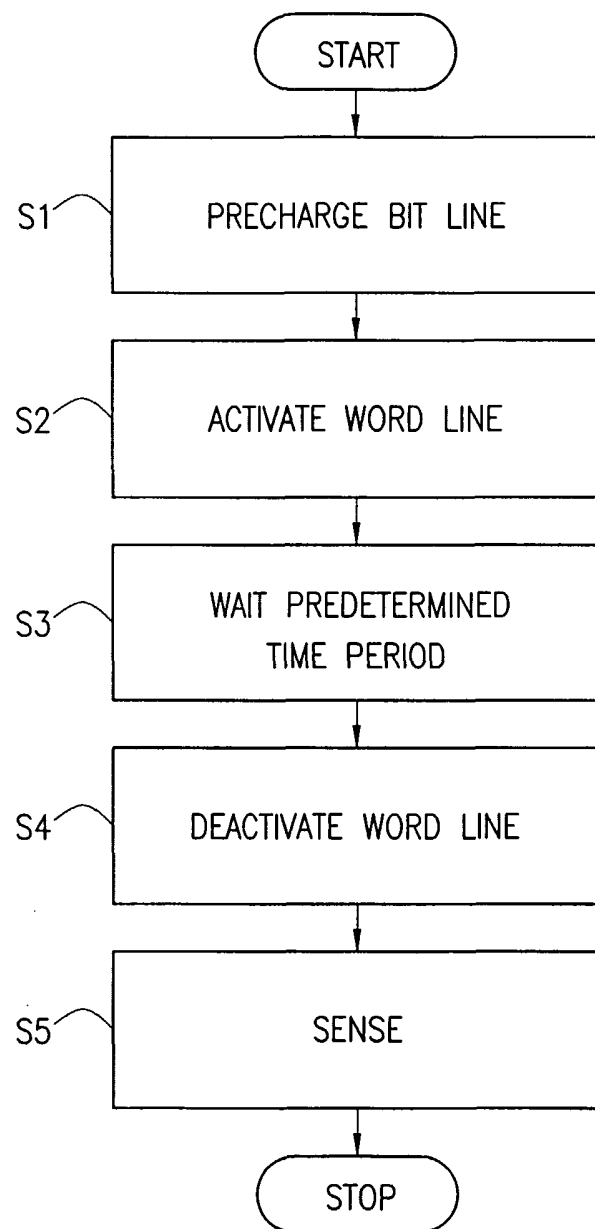 START
S1
PRECHARGE BIT LINE
S2
ACTIVATE WORD LINE
S3
WAIT PREDETERMINED
TIME PERIOD
S4
DEACTIVATE WORD LINE
S5
SENSE
STOP